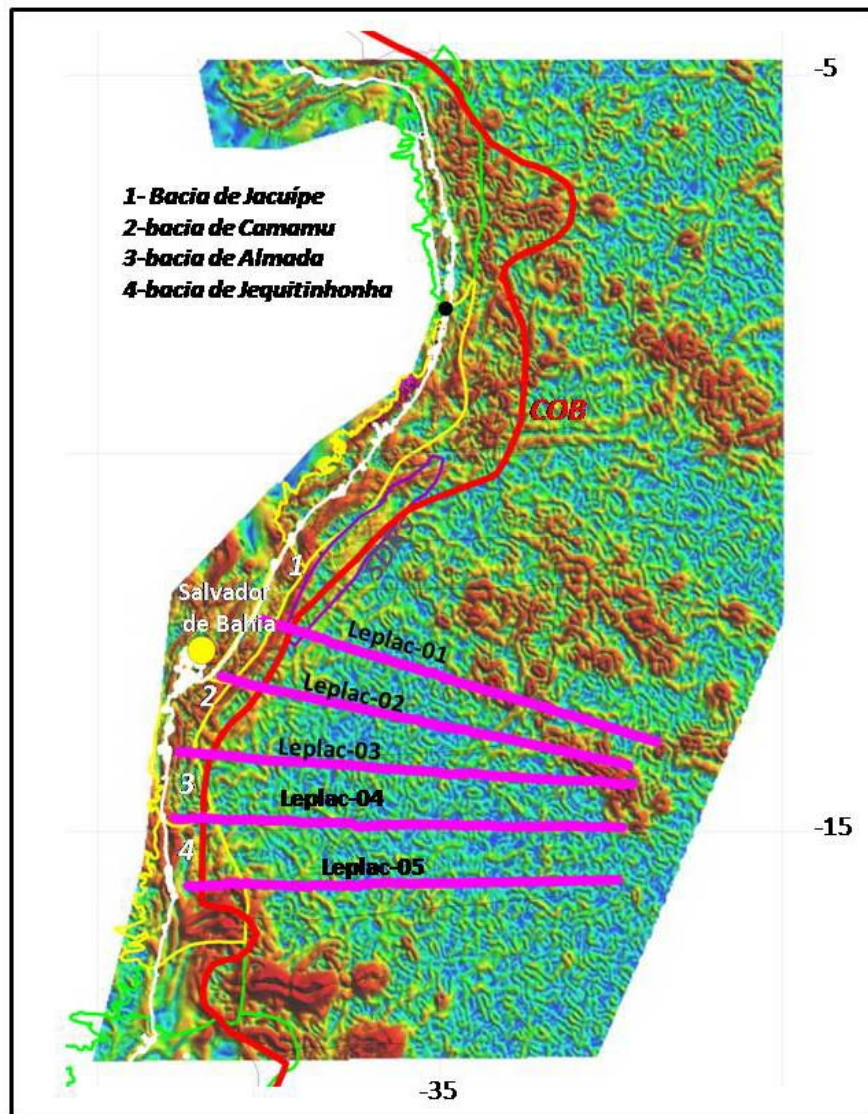 -5
1- Bacia de Jacuípe
2-bacia de Camamu
3-bacia de Almada
4-bacia de Jequitinhonha
COB
SDR
1
Salvador
de Bahia
2
Leplac-01
Leplac-02
Leplac-03
3
Leplac-04
-15
4
Leplac-05
-35